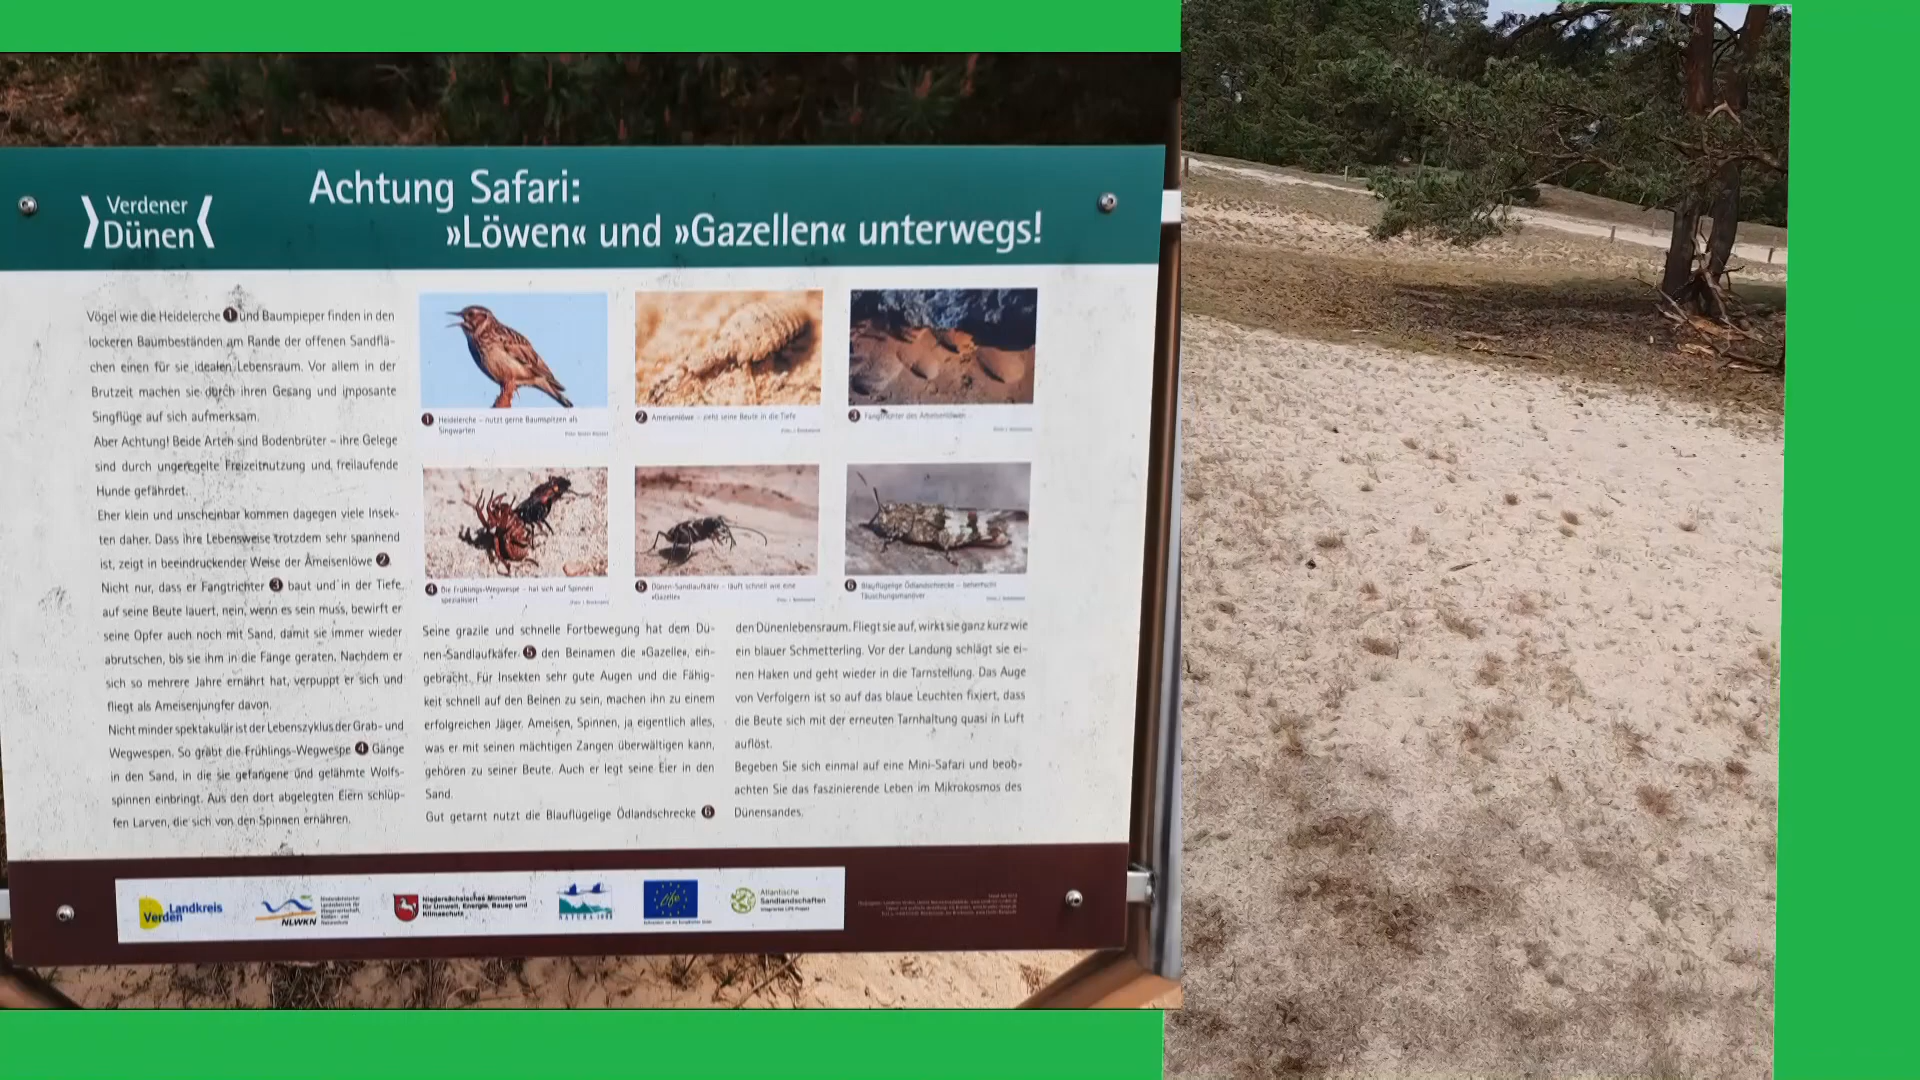 Verdener
Dünen
Achtung Safari:
»Löwen« und »Gazellen« unterwegs!
Vögel wie die Heidelerche 1 und Baumpieper finden in den
lockeren Baumbeständen am Rande der offenen Sandflä-
chen einen für sie idealen Lebensraum. Vor allem in der
Brutzeit machen sie durch ihren Gesang und imposante
Singflüge auf sich aufmerksam.
Aber Achtung! Beide Arten sind Bodenbrüter – ihre Gelege
sind durch ungeregelte Freizeitnutzung und freilaufende
Hunde gefährdet.
Eher klein und unscheinbar kommen dagegen viele Insek-
ten daher. Dass ihre Lebensweise trotzdem sehr spannend
ist, zeigt in beeindruckender Weise der Ameisenlöwe 2.
Nicht nur, dass er Fangtrichter 3 baut und in der Tiefe
auf seine Beute lauert, nein, wenn es sein muss, bewirft er
seine Opfer auch noch mit Sand, damit sie immer wieder
abrutschen, bis sie ihm in die Fänge geraten. Nachdem er
sich so mehrere Jahre ernährt hat, verpuppt er sich und
fliegt als Ameisenjungfer davon.
Nicht minder spektakulär ist der Lebenszyklus der Grab- und
Wegwespen. So gräbt die Frühlings-Wegwespe 4 Gänge
in den Sand, in die sie gefangene und gelähmte Wolfs-
spinnen einbringt. Aus den dort abgelegten Eiern schlüp-
fen Larven, die sich von den Spinnen ernähren.
1 Heidelerche – nutzt gerne Baumspitzen als
Singwarten
2 Ameisenlöwe – zieht seine Beute in die Tiefe
3 Fangtrichter des Ameisenlöwen
4 Die Frühlings-Wegwespe – hat sich auf Spinnen
spezialisiert
5 Dünen-Sandlaufkäfer – läuft schnell wie eine
»Gazelle«
6 Blauflügelige Ödlandschrecke – beherrscht
Täuschungsmanöver
Seine grazile und schnelle Fortbewegung hat dem Dü-
nen-Sandlaufkäfer 5 den Beinamen die »Gazelle«, ein-
gebracht. Für Insekten sehr gute Augen und die Fähig-
keit schnell auf den Beinen zu sein, machen ihn zu einem
erfolgreichen Jäger. Ameisen, Spinnen, ja eigentlich alles,
was er mit seinen mächtigen Zangen überwältigen kann,
gehören zu seiner Beute. Auch er legt seine Eier in den
Sand.
Gut getarnt nutzt die Blauflügelige Ödlandschrecke 6
den Dünenlebensraum. Fliegt sie auf, wirkt sie ganz kurz wie
ein blauer Schmetterling. Vor der Landung schlägt sie ei-
nen Haken und geht wieder in die Tarnstellung. Das Auge
von Verfolgern ist so auf das blaue Leuchten fixiert, dass
die Beute sich mit der erneuten Tarnhaltung quasi in Luft
auflöst.
Begeben Sie sich einmal auf eine Mini-Safari und beob-
achten Sie das faszinierende Leben im Mikrokosmos des
Dünensandes.
Landkreis
Verden
NLWKN
Niedersächsisches Ministerium
für Umwelt, Energie, Bauen und
Klimaschutz
NATURA 2000
Atlantische
Sandlandschaften